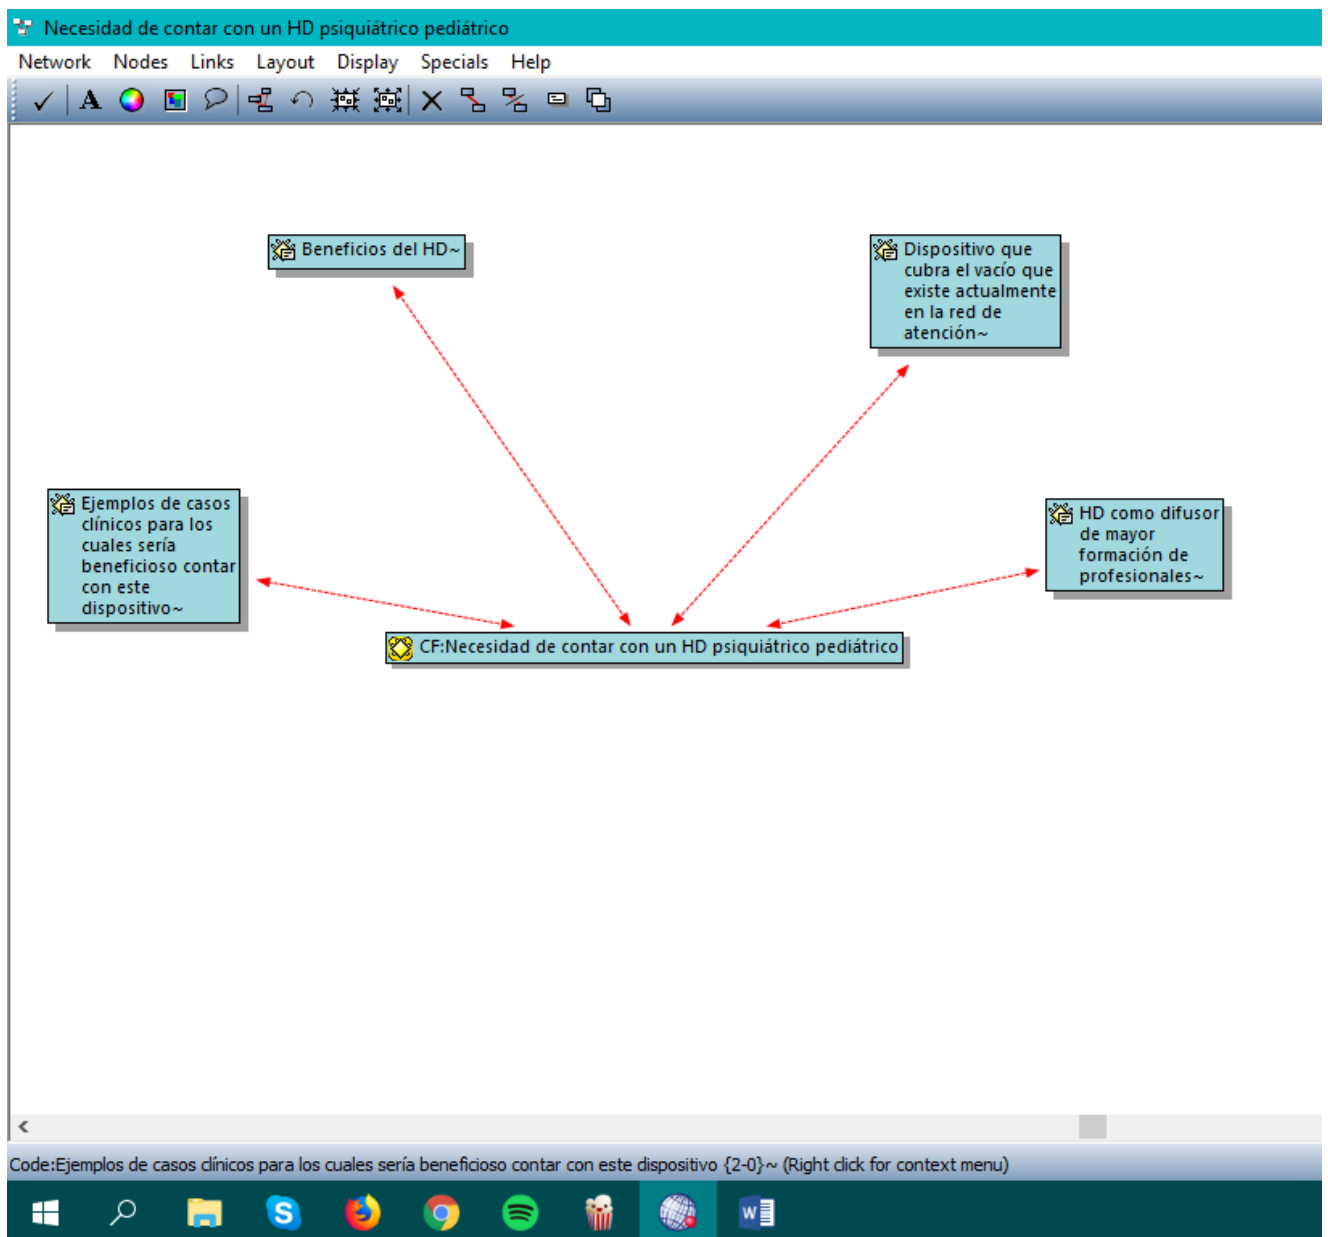 Necesidad de contar con un HD psiquiátrico pediátrico
Network Nodes Links Layout Display Specials Help
A
Beneficios del HD~
Dispositivo que
cubra el vacío que
existe actualmente
en la red de
atención~
Ejemplos de casos
clínicos para los
cuales sería
beneficioso contar
con este
dispositivo~
HD como difusor
de mayor
formación de
profesionales~
CF:Necesidad de contar con un HD psiquiátrico pediátrico
Code:Ejemplos de casos clínicos para los cuales sería beneficioso contar con este dispositivo {2-0}~ (Right click for context menu)
S
W